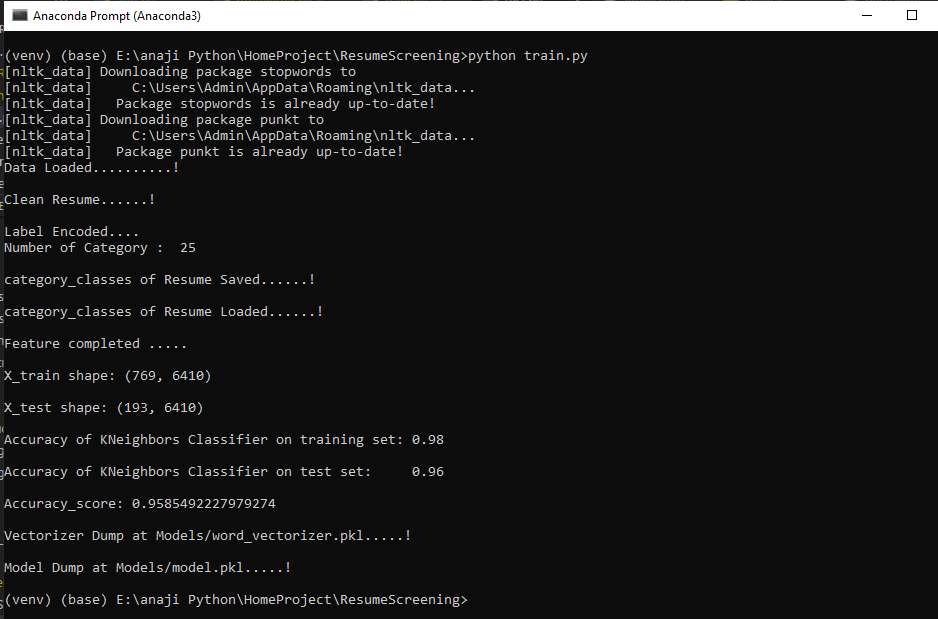 Anaconda Prompt (Anaconda3)
(venv) (base) E:\anaji Python\HomeProject\ResumeScreening>python train.py
[nltk_data] Downloading package stopwords to
[nltk_data]     C:\Users\Admin\AppData\Roaming\nltk_data...
[nltk_data]   Package stopwords is already up-to-date!
[nltk_data] Downloading package punkt to
[nltk_data]     C:\Users\Admin\AppData\Roaming\nltk_data...
[nltk_data]   Package punkt is already up-to-date!
Data Loaded..........!
Clean Resume......!
Label Encoded....
Number of Category :  25
category_classes of Resume Saved......!
category_classes of Resume Loaded......!
Feature completed .....
X_train shape: (769, 6410)
X_test shape: (193, 6410)
Accuracy of KNeighbors Classifier on training set: 0.98
Accuracy of KNeighbors Classifier on test set:     0.96
Accuracy_score: 0.9585492227979274
Vectorizer Dump at Models/word_vectorizer.pkl.....!
Model Dump at Models/model.pkl.....!
(venv) (base) E:\anaji Python\HomeProject\ResumeScreening>